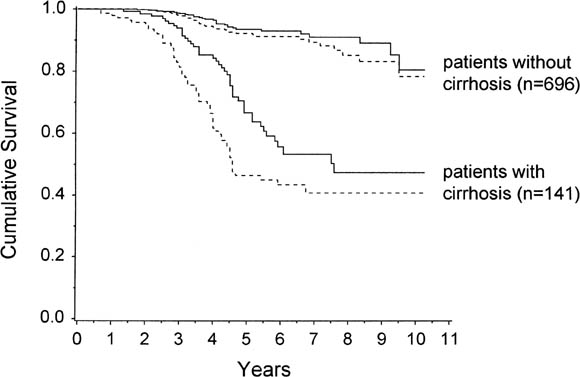 1.0
0.8
0.6
0.4
0.2
0.0
Cumulative Survival
patients without
cirrhosis (n=696)
patients with
cirrhosis (n=141)
0 1 2 3 4 5 6 7 8 9 10 11
Years